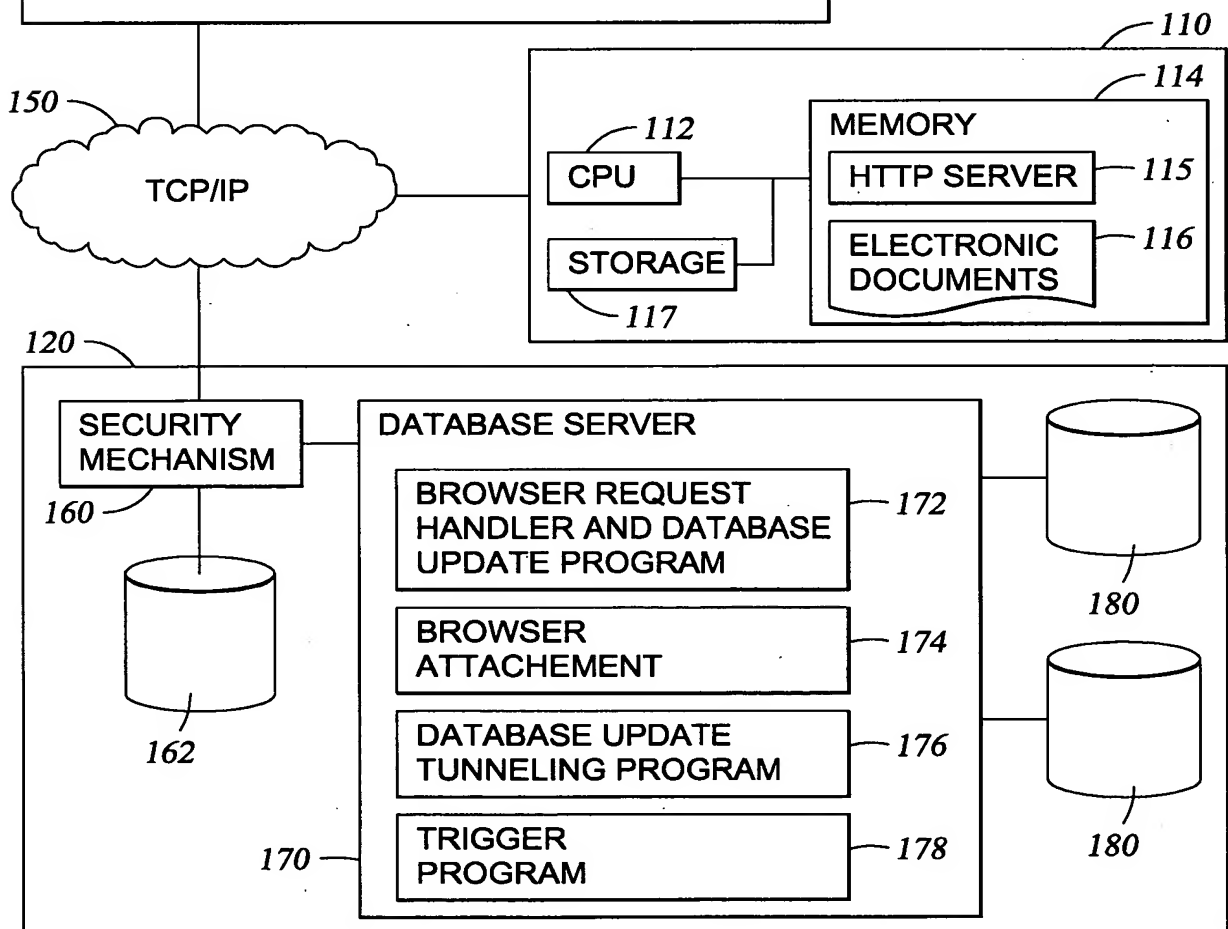 110
150
114
112
MEMORY
CPU
HTTP SERVER
115
TCP/IP
ELECTRONIC
DOCUMENTS
116
STORAGE
117
120
SECURITY
MECHANISM
160
DATABASE SERVER
BROWSER REQUEST
HANDLER AND DATABASE
UPDATE PROGRAM
172
180
BROWSER
ATTACHEMENT
174
162
DATABASE UPDATE
TUNNELING PROGRAM
176
180
170
TRIGGER
PROGRAM
178